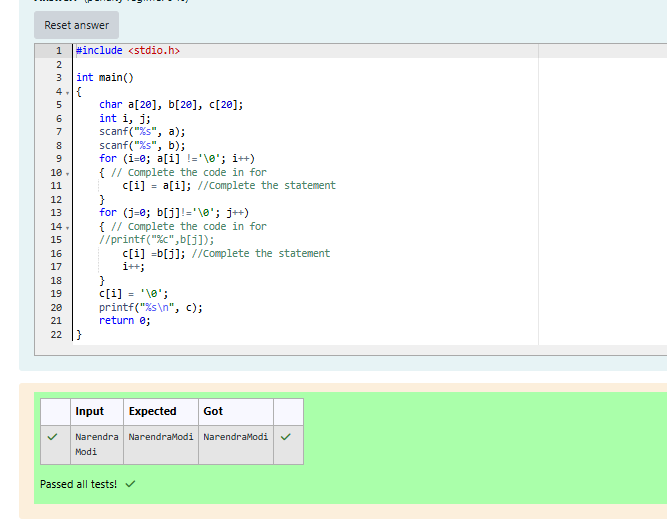 Reset answer
1 #include <stdio.h>
2
3 int main()
4 {
5 char a[20], b[20], c[20];
6 int i, j;
7 scanf("%s", a);
8 scanf("%s", b);
9 for (i=0; a[i] !='\0'; i++)
10 { // Complete the code in for
11 c[i] = a[i]; //Complete the statement
12 }
13 for (j=0; b[j]!='\0'; j++)
14 { // Complete the code in for
15 //printf("%c",b[j]);
16 c[i] =b[j]; //Complete the statement
17 i++;
18 }
19 c[i] = '\0';
20 printf("%s\n", c);
21 return 0;
22 }
Input Expected Got
Narendra NarendraModi NarendraModi
Modi
Passed all tests!